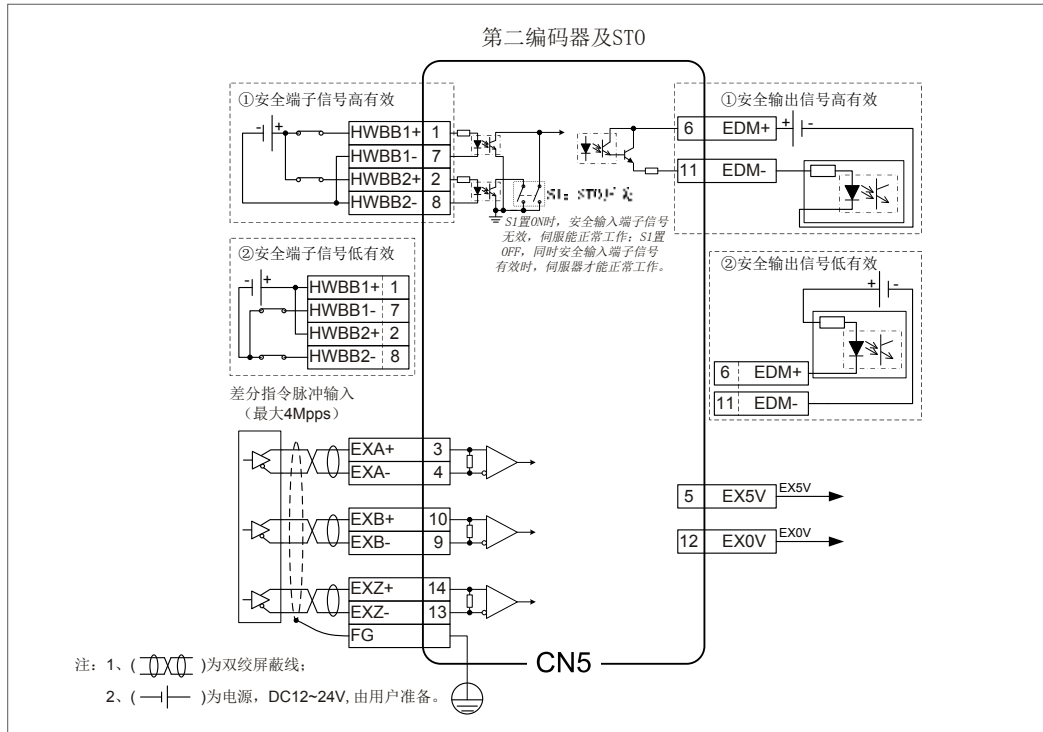 第二编码器及STO
①安全端子信号高有效
- +
HWBB1+ 1
HWBB1- 7
HWBB2+ 2
HWBB2- 8
S1: STO
S1置ON时，安全输入端子信号
无效，伺服能正常工作；S1置
OFF，同时安全输入端子信号
有效时，伺服器才能正常工作。
①安全输出信号高有效
6 EDM+
+ -
11 EDM-
②安全端子信号低有效
- +
HWBB1+ 1
HWBB1- 7
HWBB2+ 2
HWBB2- 8
②安全输出信号低有效
+ -
6 EDM+
11 EDM-
差分指令脉冲输入
（最大4Mpps）
EXA+ 3
EXA- 4
EXB+ 10
EXB- 9
EXZ+ 14
EXZ- 13
FG
5 EX5V EX5V
12 EX0V EX0V
CN5
注：1、( )为双绞屏蔽线；
2、( )为电源，DC12~24V,由用户准备。